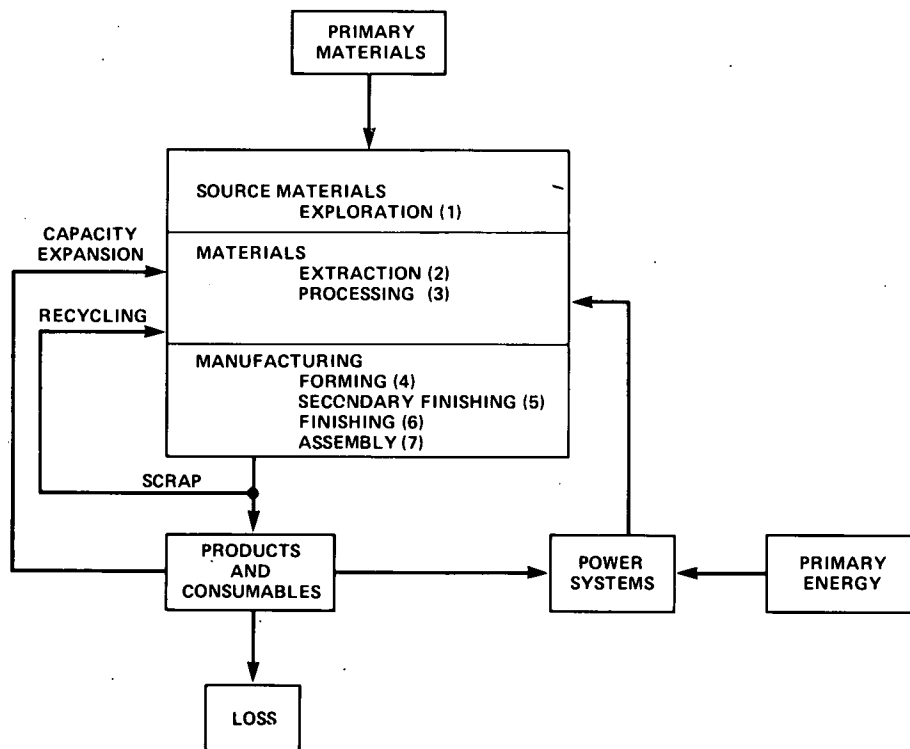 PRIMARY
MATERIALS
SOURCE MATERIALS
EXPLORATION (1)
CAPACITY
EXPANSION
MATERIALS
EXTRACTION (2)
PROCESSING (3)
RECYCLING
MANUFACTURING
FORMING (4)
SECCNDARY FINISHING (5)
FINISHING (6)
ASSEMBLY (7)
SCRAP
PRODUCTS
AND
CONSUMABLES
POWER
SYSTEMS
PRIMARY
ENERGY
LOSS